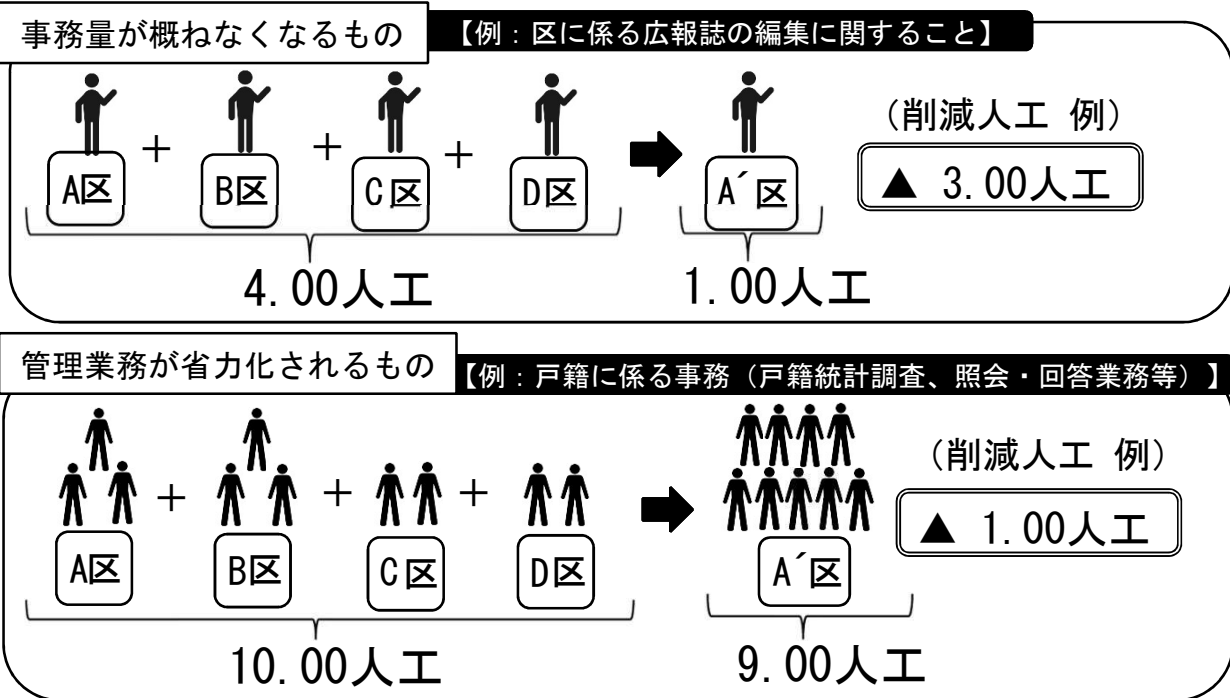 事務量が概ねなくなるもの
【例：区に係る広報誌の編集に関すること】
A区 + B区 + C区 + D区 A´区
(削減人工 例)
▲ 3.00人工
4.00人工 1.00人工
管理業務が省力化されるもの
【例：戸籍に係る事務（戸籍統計調査、照会・回答業務等）】
A区 + B区 + C区 + D区 A´区
(削減人工 例)
▲ 1.00人工
10.00人工 9.00人工